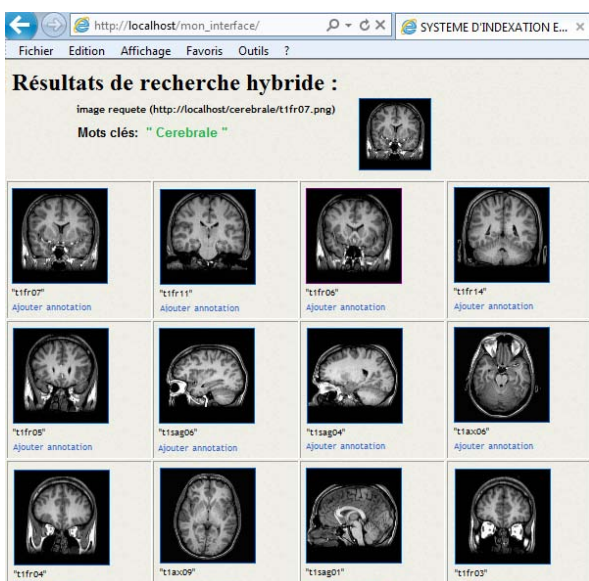 http://localhost/mon_interface/
SYSTEME D'INDEXATION E...
Fichier Edition Affichage Favoris Outils ?
Résultats de recherche hybride :
image requete (http://localhost/cerebrale/t1fr07.png)
Mots clés: " Cerebrale "
"t1fr07" "t1fr11" "t1fr06" "t1fr14"
Ajouter annotation Ajouter annotation Ajouter annotation Ajouter annotation
"t1fr05" "t1sag06" "t1sag04" "t1ax06"
Ajouter annotation Ajouter annotation Ajouter annotation Ajouter annotation
"t1fr04" "t1ax09" "t1sag01" "t1fr03"